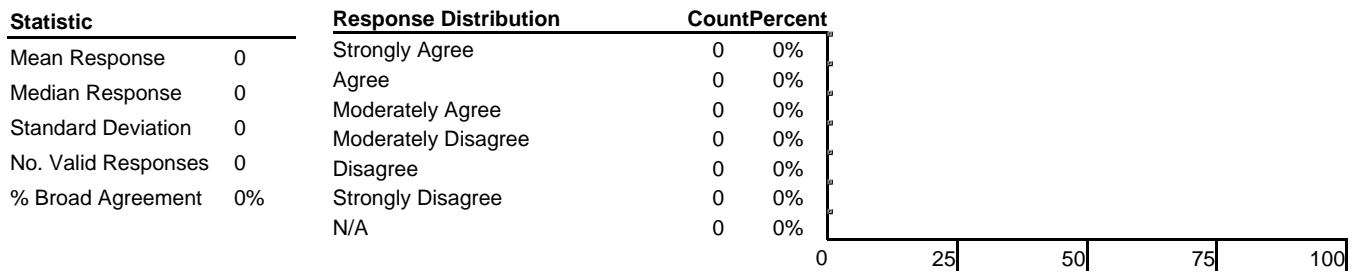 Statistic
Mean Response 0
Median Response 0
Standard Deviation 0
No. Valid Responses 0
% Broad Agreement 0%
Response Distribution CountPercent
Strongly Agree 0 0%
Agree 0 0%
Moderately Agree 0 0%
Moderately Disagree 0 0%
Disagree 0 0%
Strongly Disagree 0 0%
N/A 0 0%
0 25 50 75 100